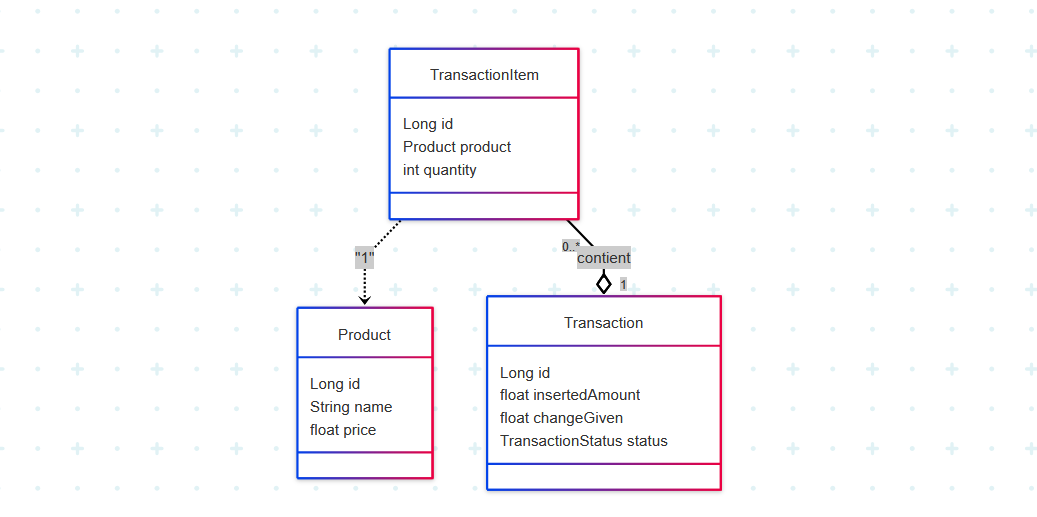 TransactionItem
Long id
Product product
int quantity
"1"
0..*
contient
1
Product
Long id
String name
float price
Transaction
Long id
float insertedAmount
float changeGiven
TransactionStatus status